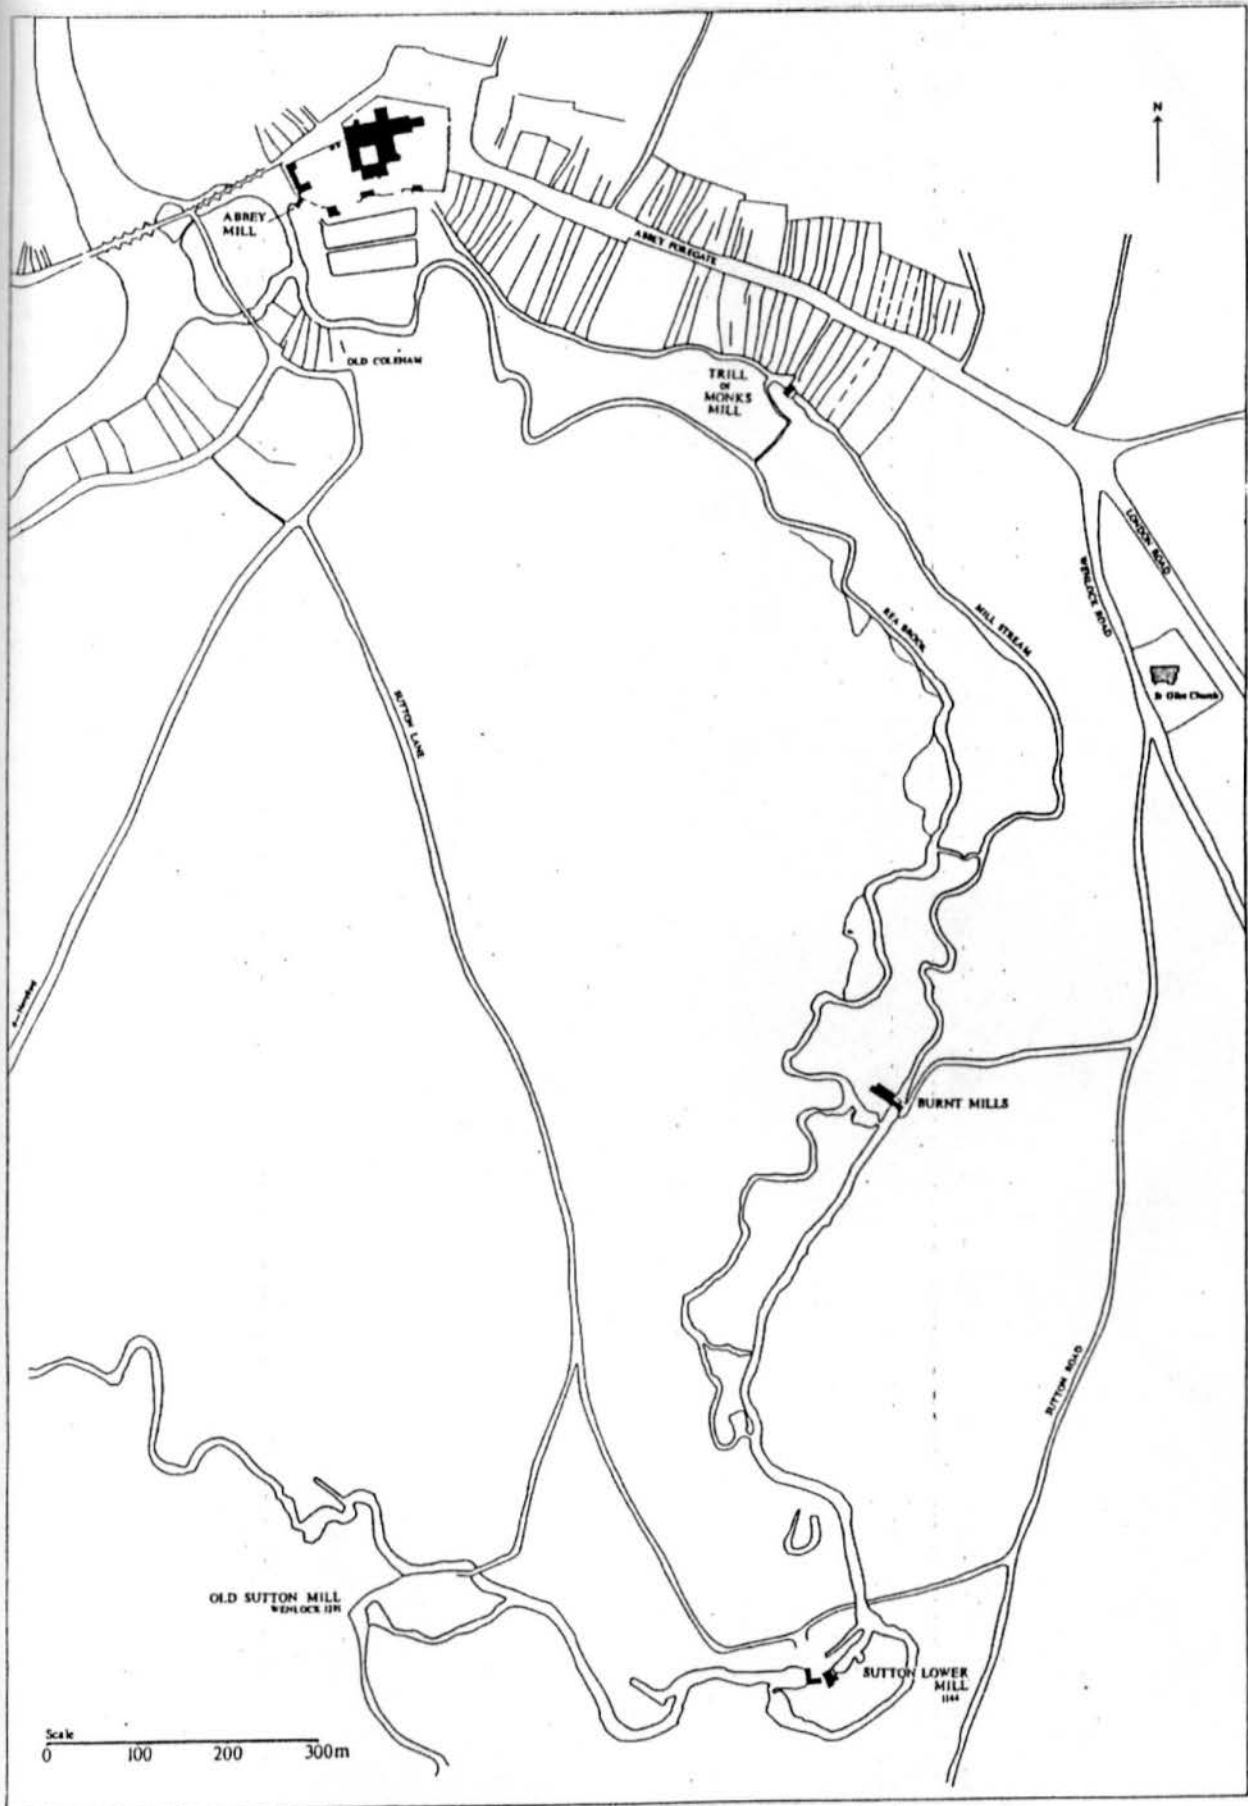 N
ABBEY
MILL
ABBEY FOREGATE
OLD COLEHAM
TRILL
OR
MONKS
MILL
LONDON ROAD
WENLOCK ROAD
REA BROOK
MILL STREAM
St Giles Church
SUTTON LANE
BURNT MILLS
SUTTON ROAD
OLD SUTTON MILL
WENLOCK
SUTTON LOWER
MILL
1144
Scale
0 100 200 300m